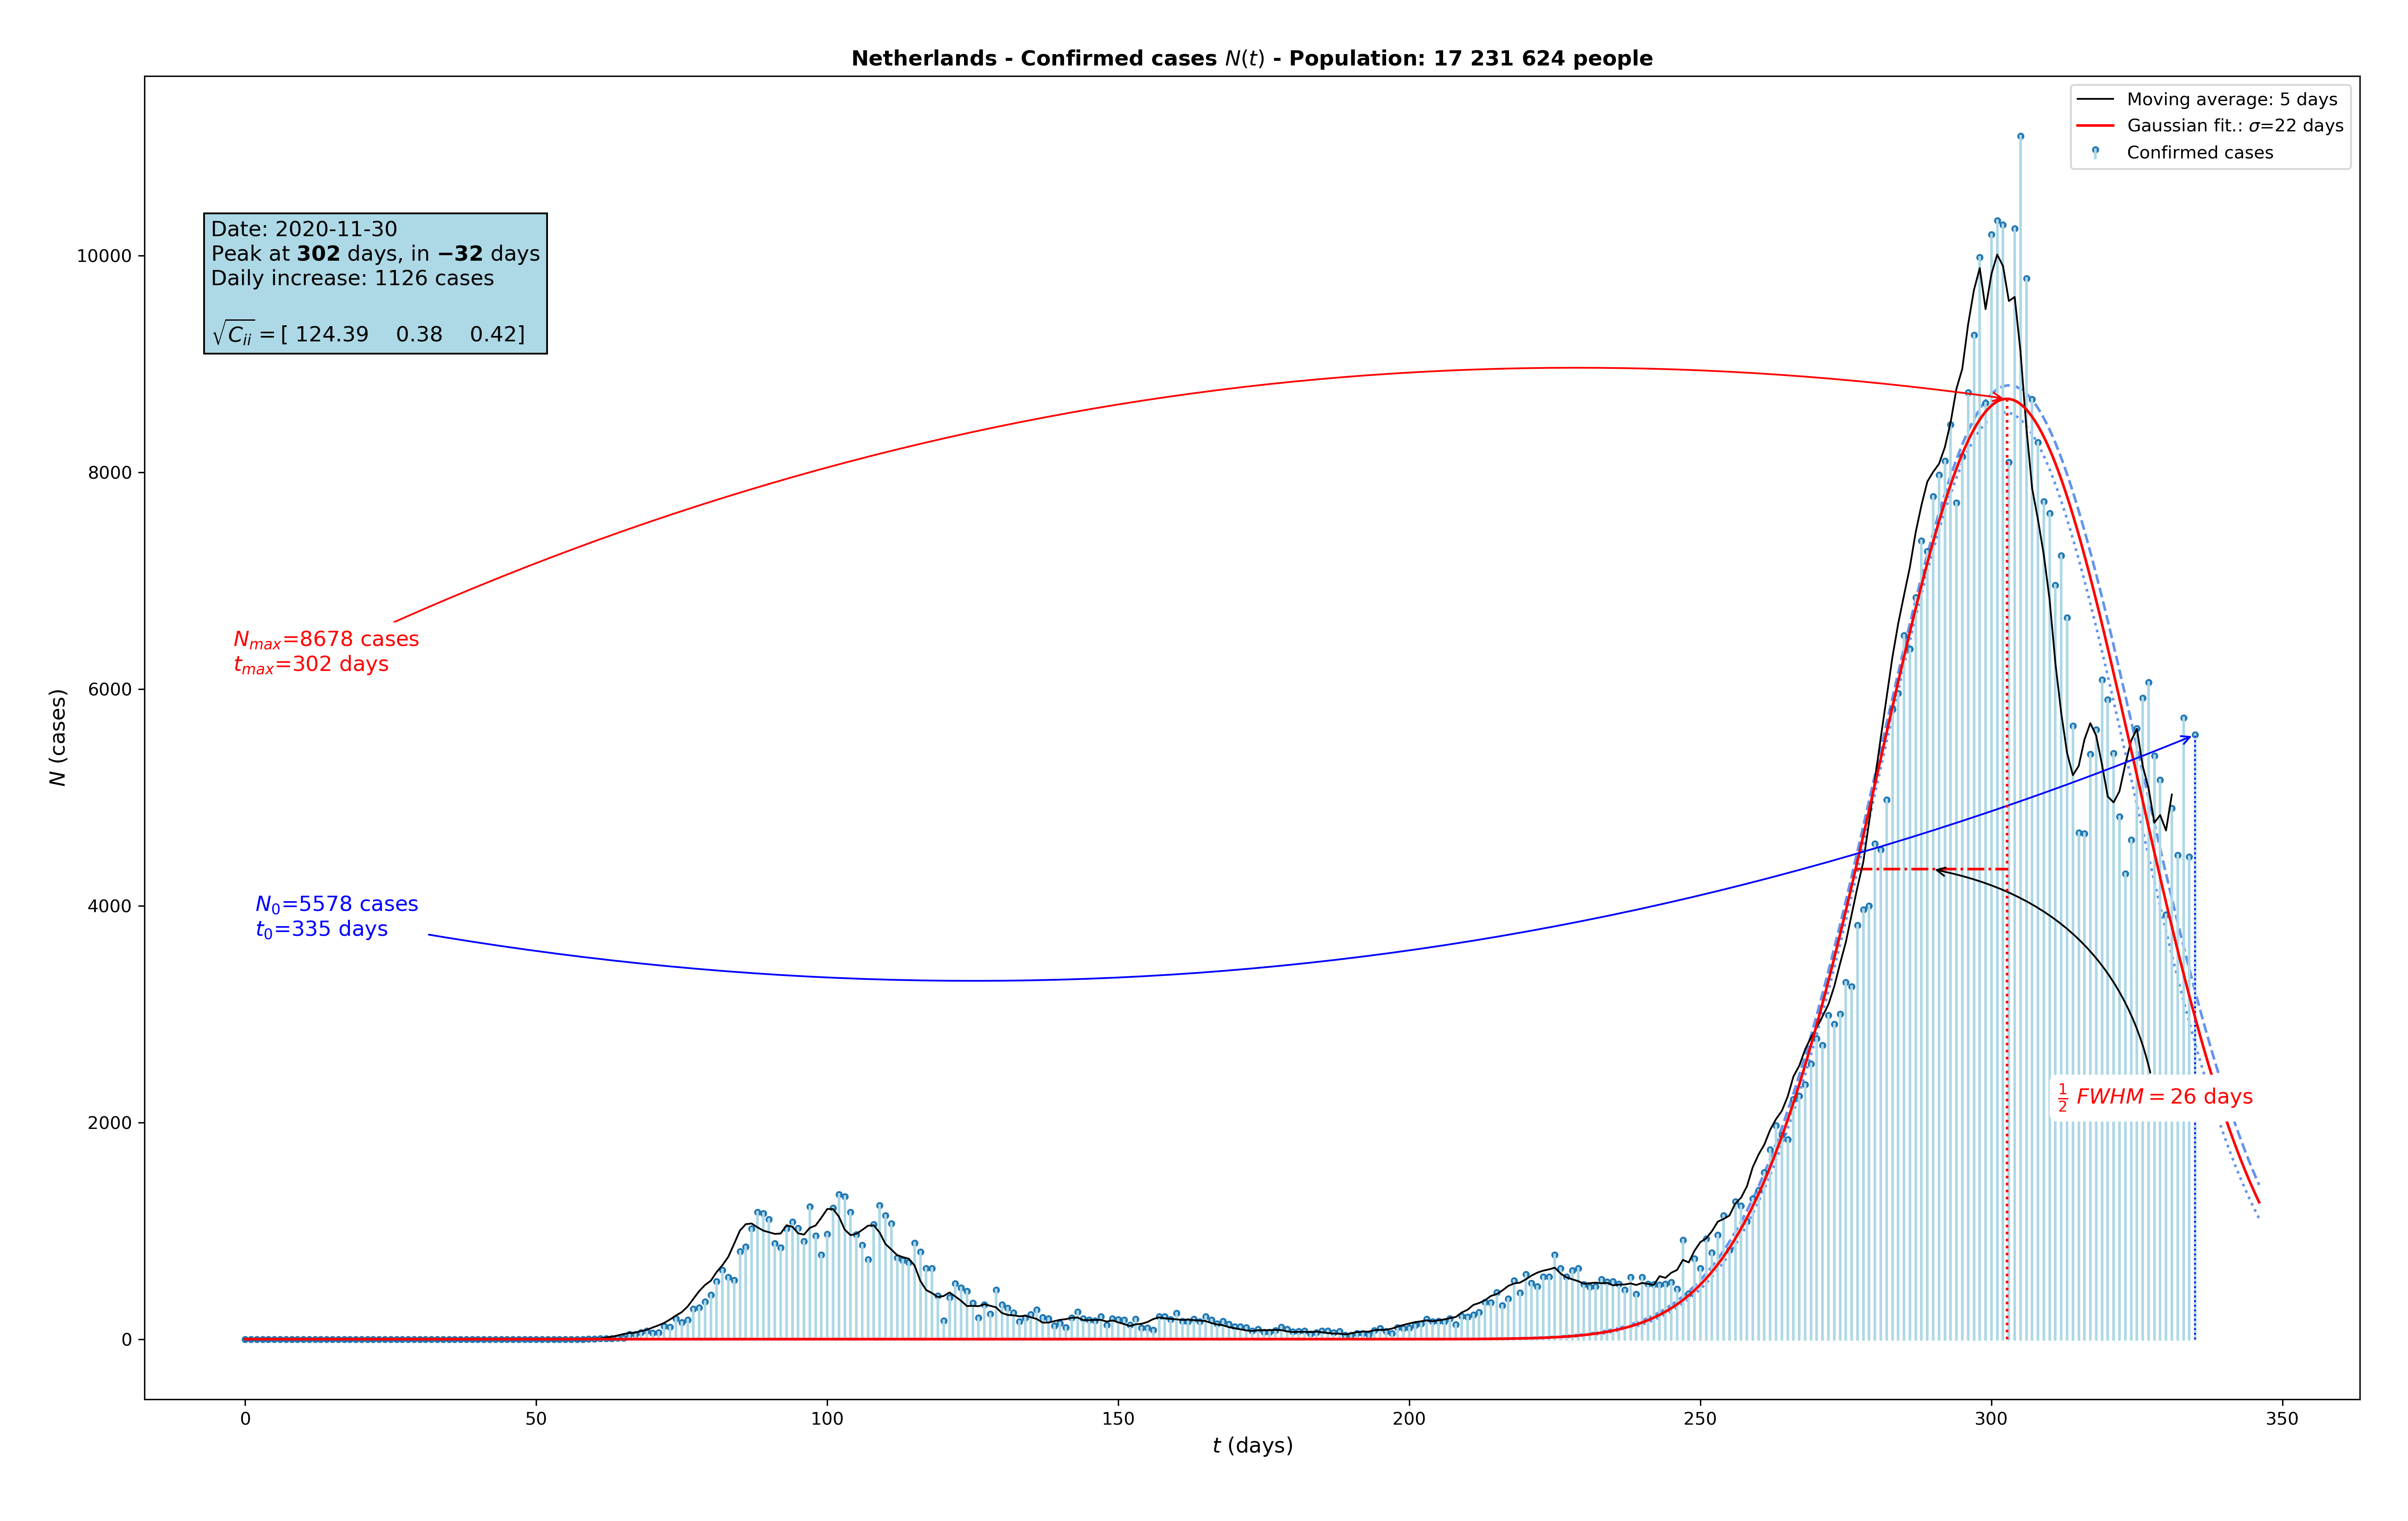 Netherlands - Confirmed cases N(t) - Population: 17 231 624 people
Moving average: 5 days
Gaussian fit.: σ=22 days
Confirmed cases
Date: 2020-11-30
Peak at 302 days, in −32 days
Daily increase: 1126 cases
√Cᵢᵢ = [ 124.39 0.38 0.42]
N_max=8678 cases
t_max=302 days
N₀=5578 cases
t₀=335 days
½ FWHM = 26 days
N (cases)
10000
8000
6000
4000
2000
0
0 50 100 150 200 250 300 350
t (days)